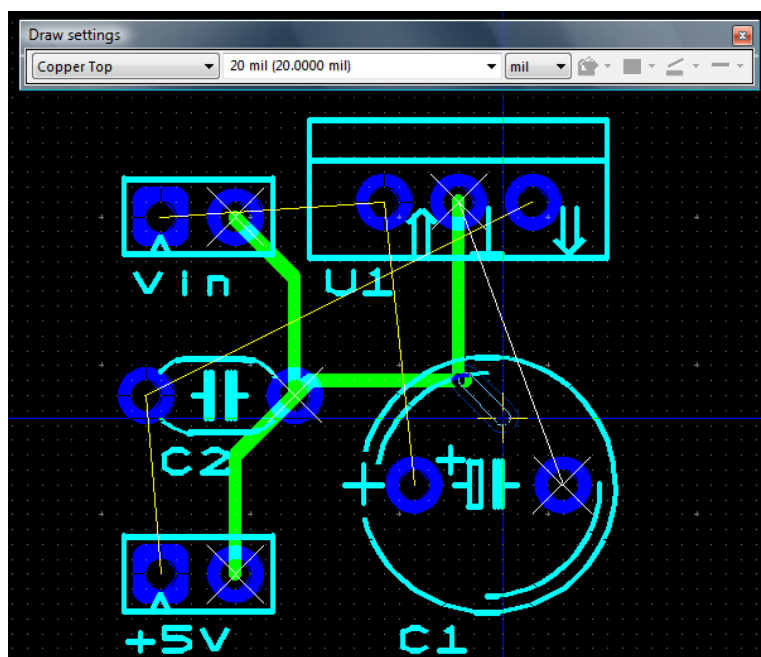 Draw settings
Copper Top 20 mil (20.0000 mil) mil
Vin U1
C2
+5V C1